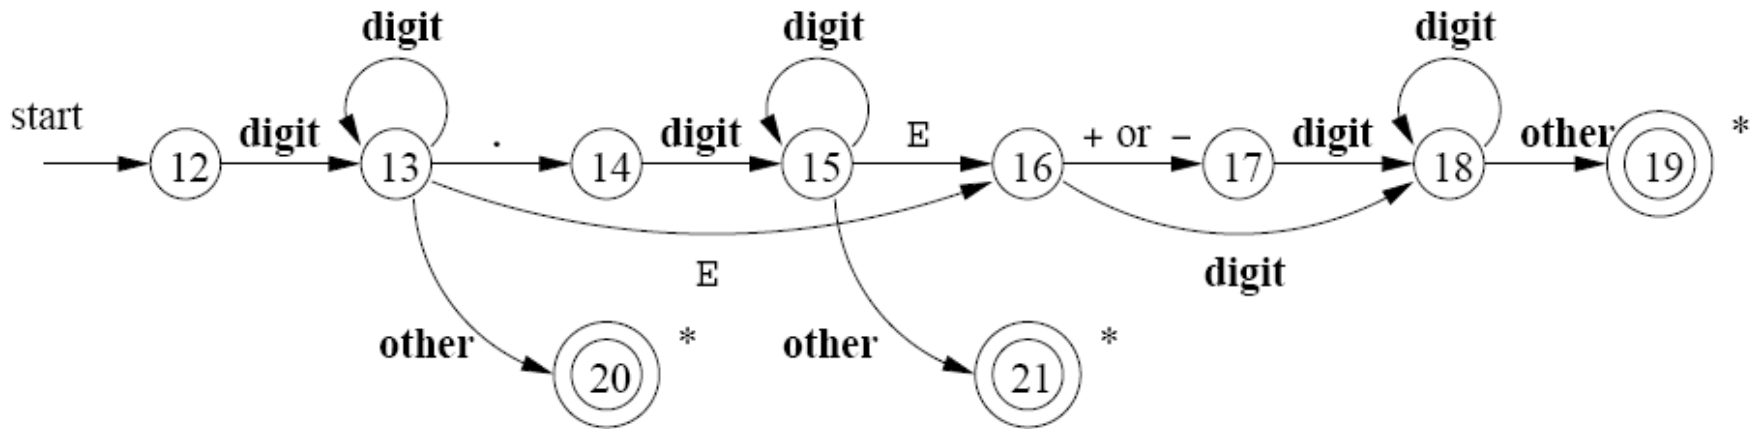 digit digit digit
start digit . digit E + or − digit other *
12 13 14 15 16 17 18 19
E digit
other * other *
20 21